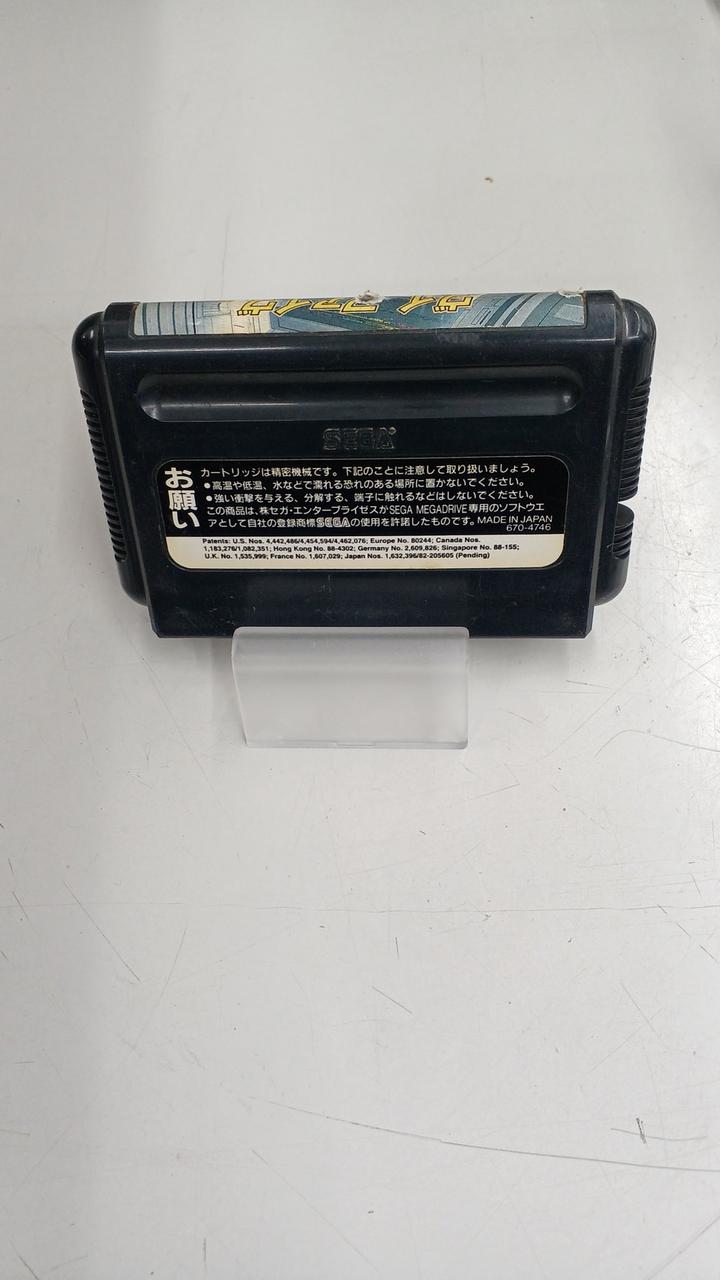 SEGA
お願い
カートリッジは精密機械です。下記のことに注意して取り扱いましょう。
●高温や低温、水などで濡れる恐れのある場所に置かないでください。
●強い衝撃を与える、分解する、端子に触れるなどはしないでください。
この商品は、株セガ・エンタープライゼスがSEGA MEGADRIVE専用のソフトウエ
アとして自社の登録商標SEGAの使用を許諾したものです。MADE IN JAPAN
670-4746
Patents: U.S. Nos. 4,442,486/4,454,594/4,462,076; Europe No. 80244; Canada Nos.
1,183,276/1,082,351; Hong Kong No. 88-4302; Germany No. 2,609,826; Singapore No. 88-155;
U.K. No. 1,535,999; France No. 1,607,029; Japan Nos. 1,632,396/82-205605 (Pending)